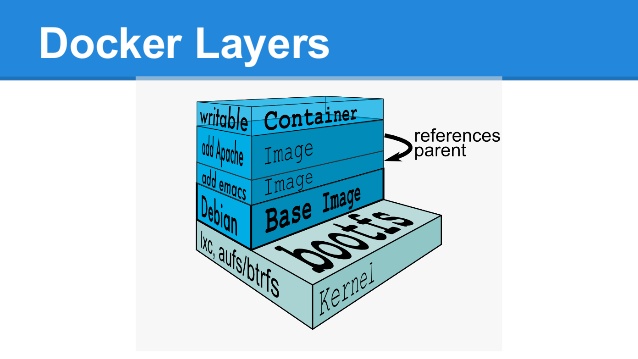 Docker Layers
writable Container
add Apache Image
references
parent
add emacs Image
Debian Base Image
bootfs
lxc, aufs/btrfs
Kernel